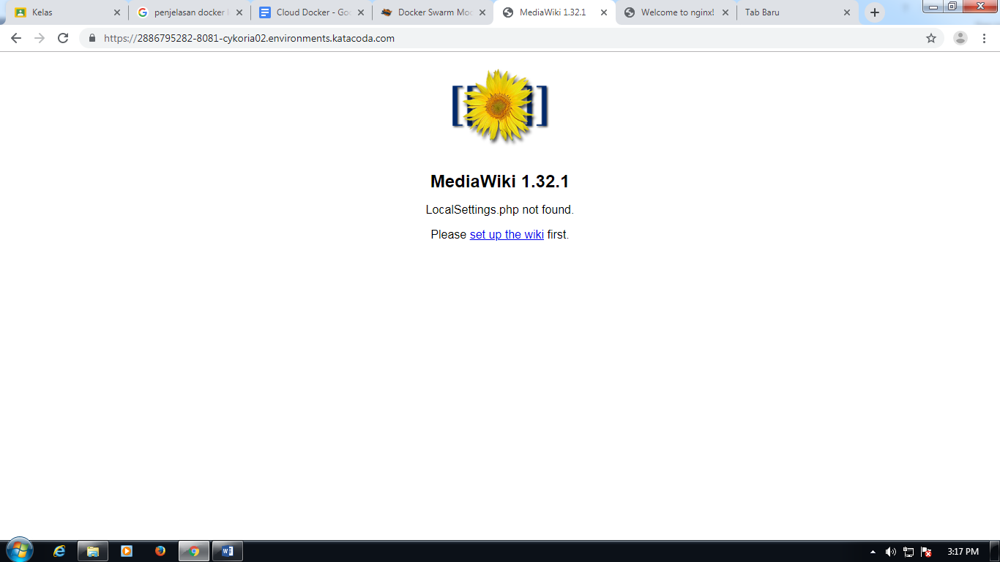 Kelas
penjelasan docker
Cloud Docker - Goo
Docker Swarm Mod
MediaWiki 1.32.1
Welcome to nginx!
Tab Baru
https://2886795282-8081-cykoria02.environments.katacoda.com
MediaWiki 1.32.1
LocalSettings.php not found.
Please set up the wiki first.
3:17 PM